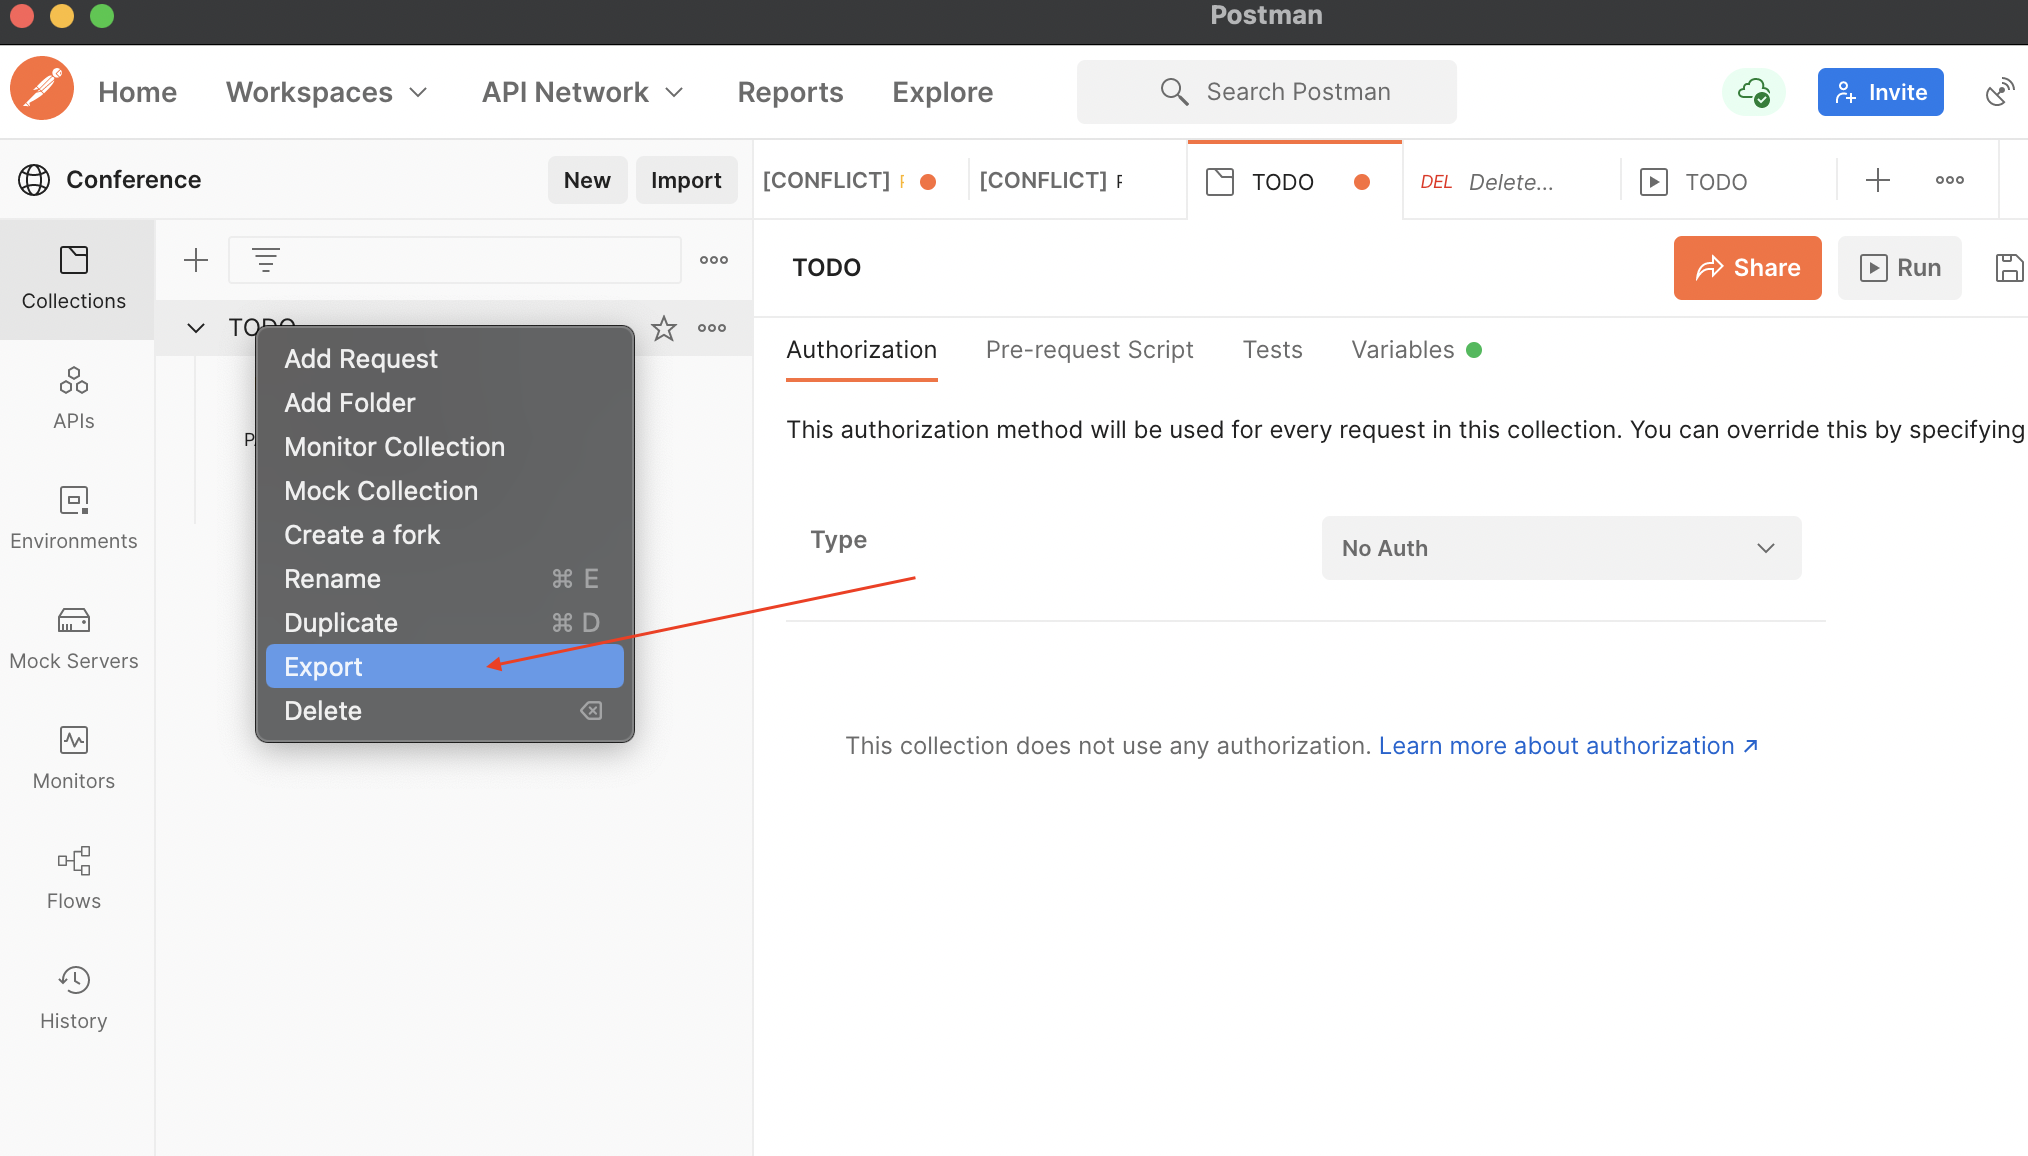 Postman
Home
Workspaces
API Network
Reports
Explore
Search Postman
Invite
Conference
New
Import
[CONFLICT]
[CONFLICT]
TODO
DEL Delete...
TODO
Collections
APIs
Environments
Mock Servers
Monitors
Flows
History
TODO
Add Request
Add Folder
Monitor Collection
Mock Collection
Create a fork
Rename ⌘ E
Duplicate ⌘ D
Export
Delete
TODO
Share
Run
Authorization
Pre-request Script
Tests
Variables
This authorization method will be used for every request in this collection. You can override this by specifying
Type
No Auth
This collection does not use any authorization. Learn more about authorization ↗